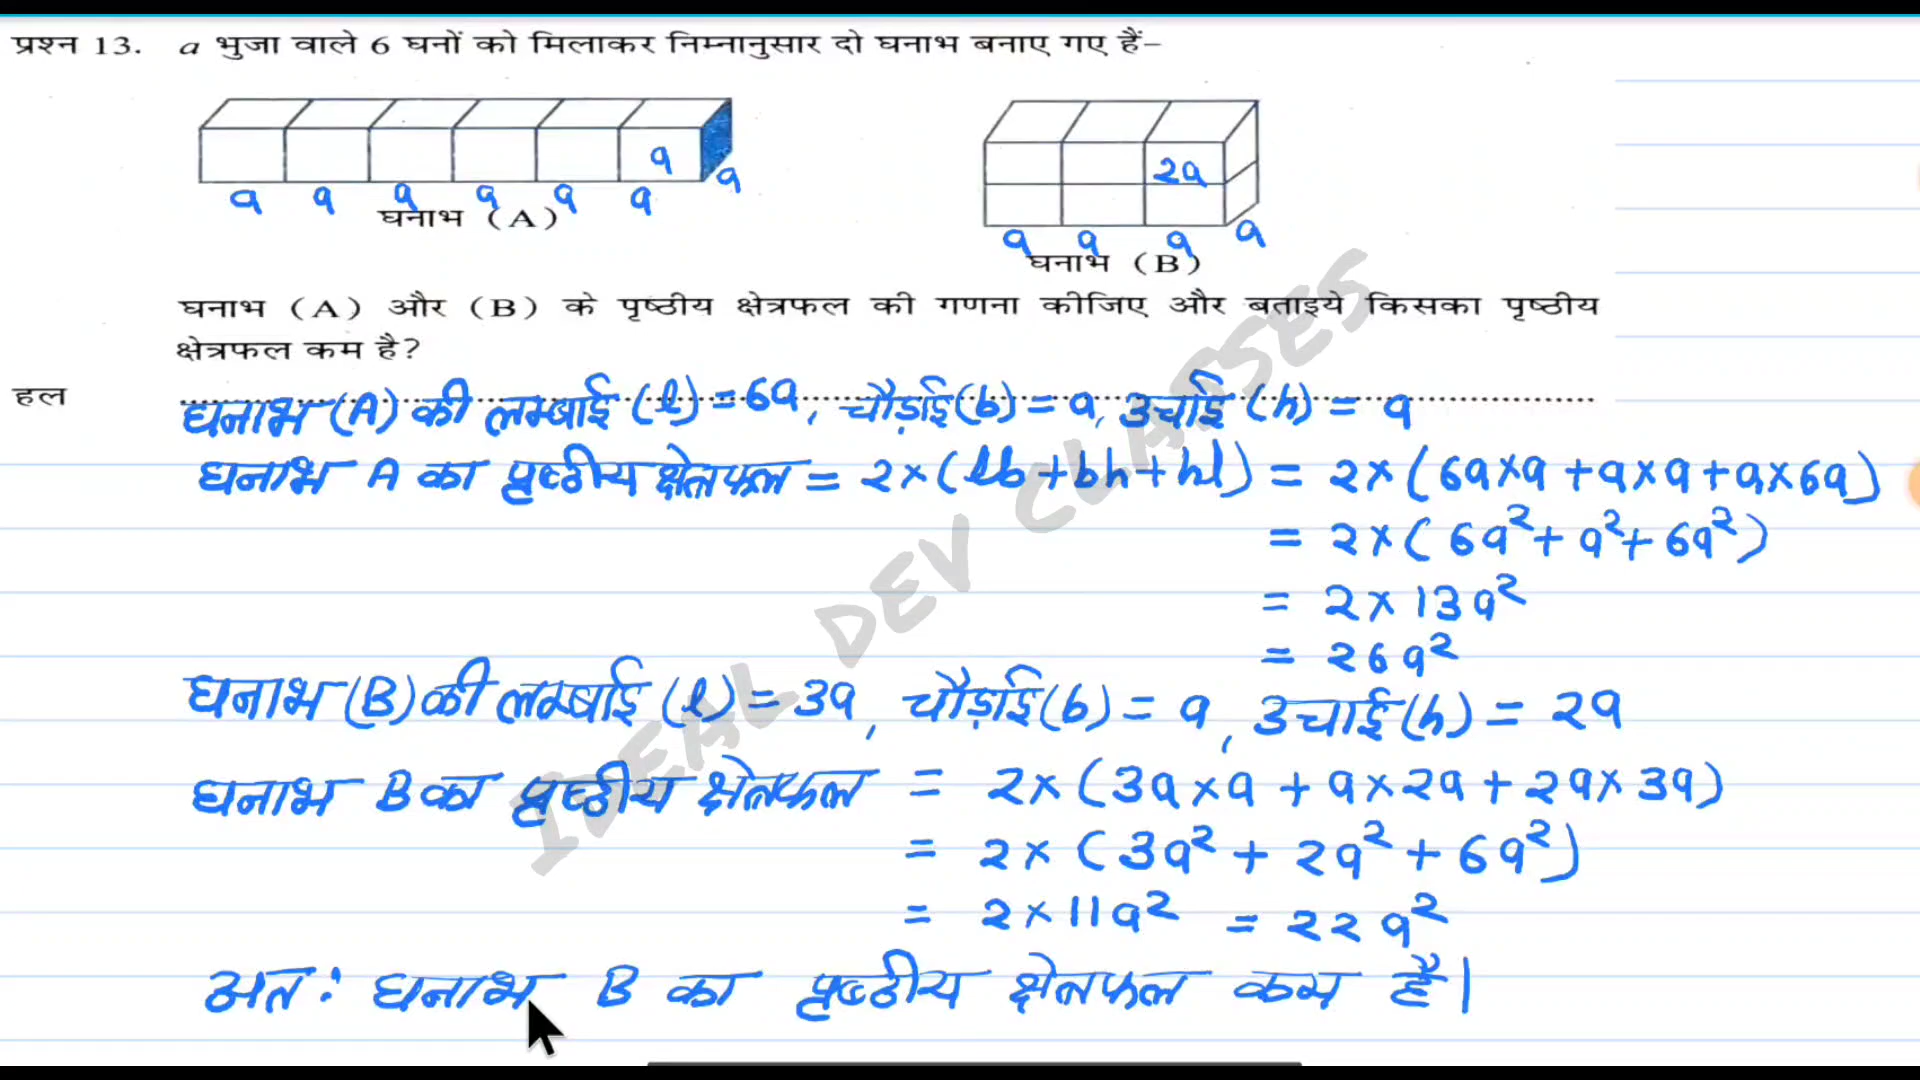 प्रश्न 13. a भुजा वाले 6 घनों को मिलाकर निम्नानुसार दो घनाभ बनाए गए हैं–
a
2a
a a a a a a a
a a a a
घनाभ (A)
घनाभ (B)
घनाभ (A) और (B) के पृष्ठीय क्षेत्रफल की गणना कीजिए और बताइये किसका पृष्ठीय
क्षेत्रफल कम है?
हल
घनाभ (A) की लम्बाई (l) = 6a, चौड़ाई (b) = a, उचाई (h) = a
घनाभ A का पृष्ठीय क्षेत्रफल = 2×(lb+bh+hl) = 2×(6a×a+a×a+a×6a)
= 2×(6a²+a²+6a²)
= 2×13a²
= 26a²
घनाभ (B) की लम्बाई (l) = 3a, चौड़ाई (b) = a, उचाई (h) = 2a
घनाभ B का पृष्ठीय क्षेत्रफल = 2×(3a×a + a×2a + 2a×3a)
= 2×(3a² + 2a² + 6a²)
= 2×11a² = 22a²
अतः घनाभ B का पृष्ठीय क्षेत्रफल कम है।
IDEAL DEV CLASSES